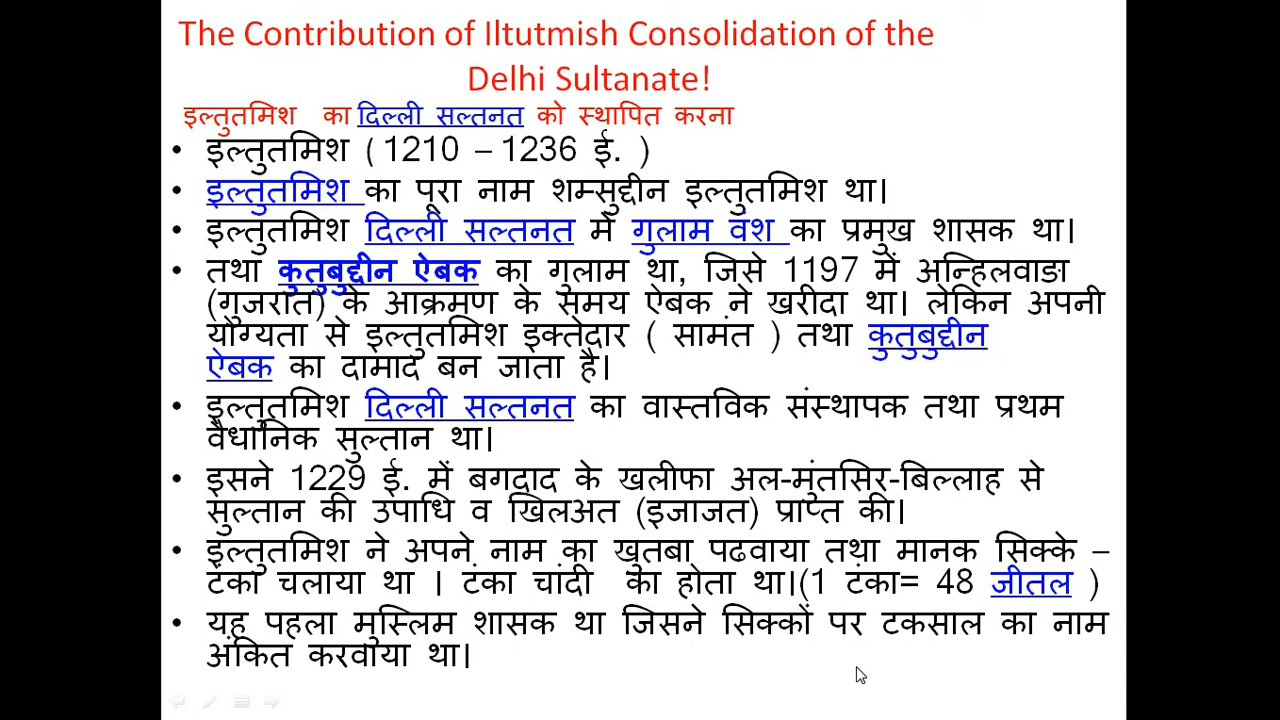 The Contribution of Iltutmish Consolidation of the
Delhi Sultanate!
इल्तुतमिश का दिल्ली सल्तनत को स्थापित करना
• इल्तुतमिश ( 1210 – 1236 ई. )
• इल्तुतमिश का पूरा नाम शम्सुद्दीन इल्तुतमिश था।
• इल्तुतमिश दिल्ली सल्तनत में गुलाम वंश का प्रमुख शासक था।
• तथा कुतुबुद्दीन ऐबक का गुलाम था, जिसे 1197 में अन्हिलवाङा
(गुजरात) के आक्रमण के समय ऐबक ने खरीदा था। लेकिन अपनी
योग्यता से इल्तुतमिश इक्तेदार ( सामंत ) तथा कुतुबुद्दीन
ऐबक का दामाद बन जाता है।
• इल्तुतमिश दिल्ली सल्तनत का वास्तविक संस्थापक तथा प्रथम
वैधानिक सुल्तान था।
• इसने 1229 ई. में बगदाद के खलीफा अल-मुंतसिर-बिल्लाह से
सुल्तान की उपाधि व खिलअत (इजाजत) प्राप्त की।
• इल्तुतमिश ने अपने नाम का खुतबा पढवाया तथा मानक सिक्के –
टंका चलाया था । टंका चांदी का होता था।(1 टंका= 48 जीतल )
• यह पहला मुस्लिम शासक था जिसने सिक्कों पर टकसाल का नाम
अंकित करवाया था।